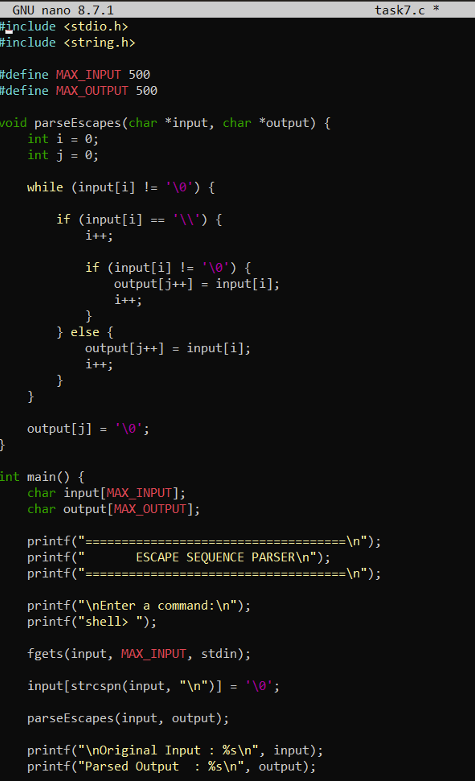 GNU nano 8.7.1 task7.c *
#include <stdio.h>
#include <string.h>

#define MAX_INPUT 500
#define MAX_OUTPUT 500

void parseEscapes(char *input, char *output) {
    int i = 0;
    int j = 0;

    while (input[i] != '\0') {

        if (input[i] == '\\') {
            i++;

            if (input[i] != '\0') {
                output[j++] = input[i];
                i++;
            }
        } else {
            output[j++] = input[i];
            i++;
        }
    }

    output[j] = '\0';
}

int main() {
    char input[MAX_INPUT];
    char output[MAX_OUTPUT];

    printf("====================================\n");
    printf("       ESCAPE SEQUENCE PARSER\n");
    printf("====================================\n");

    printf("\nEnter a command:\n");
    printf("shell> ");

    fgets(input, MAX_INPUT, stdin);

    input[strcspn(input, "\n")] = '\0';

    parseEscapes(input, output);

    printf("\nOriginal Input : %s\n", input);
    printf("Parsed Output  : %s\n", output);